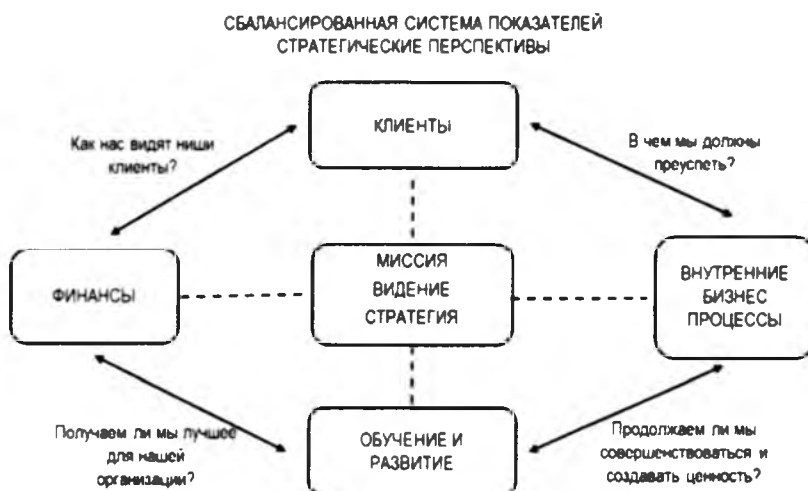 СБАЛАНСИРОВАННАЯ СИСТЕМА ПОКАЗАТЕЛЕЙ
СТРАТЕГИЧЕСКИЕ ПЕРСПЕКТИВЫ
КЛИЕНТЫ
Как нас видят ниши
клиенты?
В чем мы должны
преуспеть?
ФИНАНСЫ
МИССИЯ
ВИДЕНИЕ
СТРАТЕГИЯ
ВНУТРЕННИЕ
БИЗНЕС
ПРОЦЕССЫ
Получаем ли мы лучшее
для нашей
организации?
ОБУЧЕНИЕ И
РАЗВИТИЕ
Продолжаем ли мы
совершенствоваться и
создавать ценность?